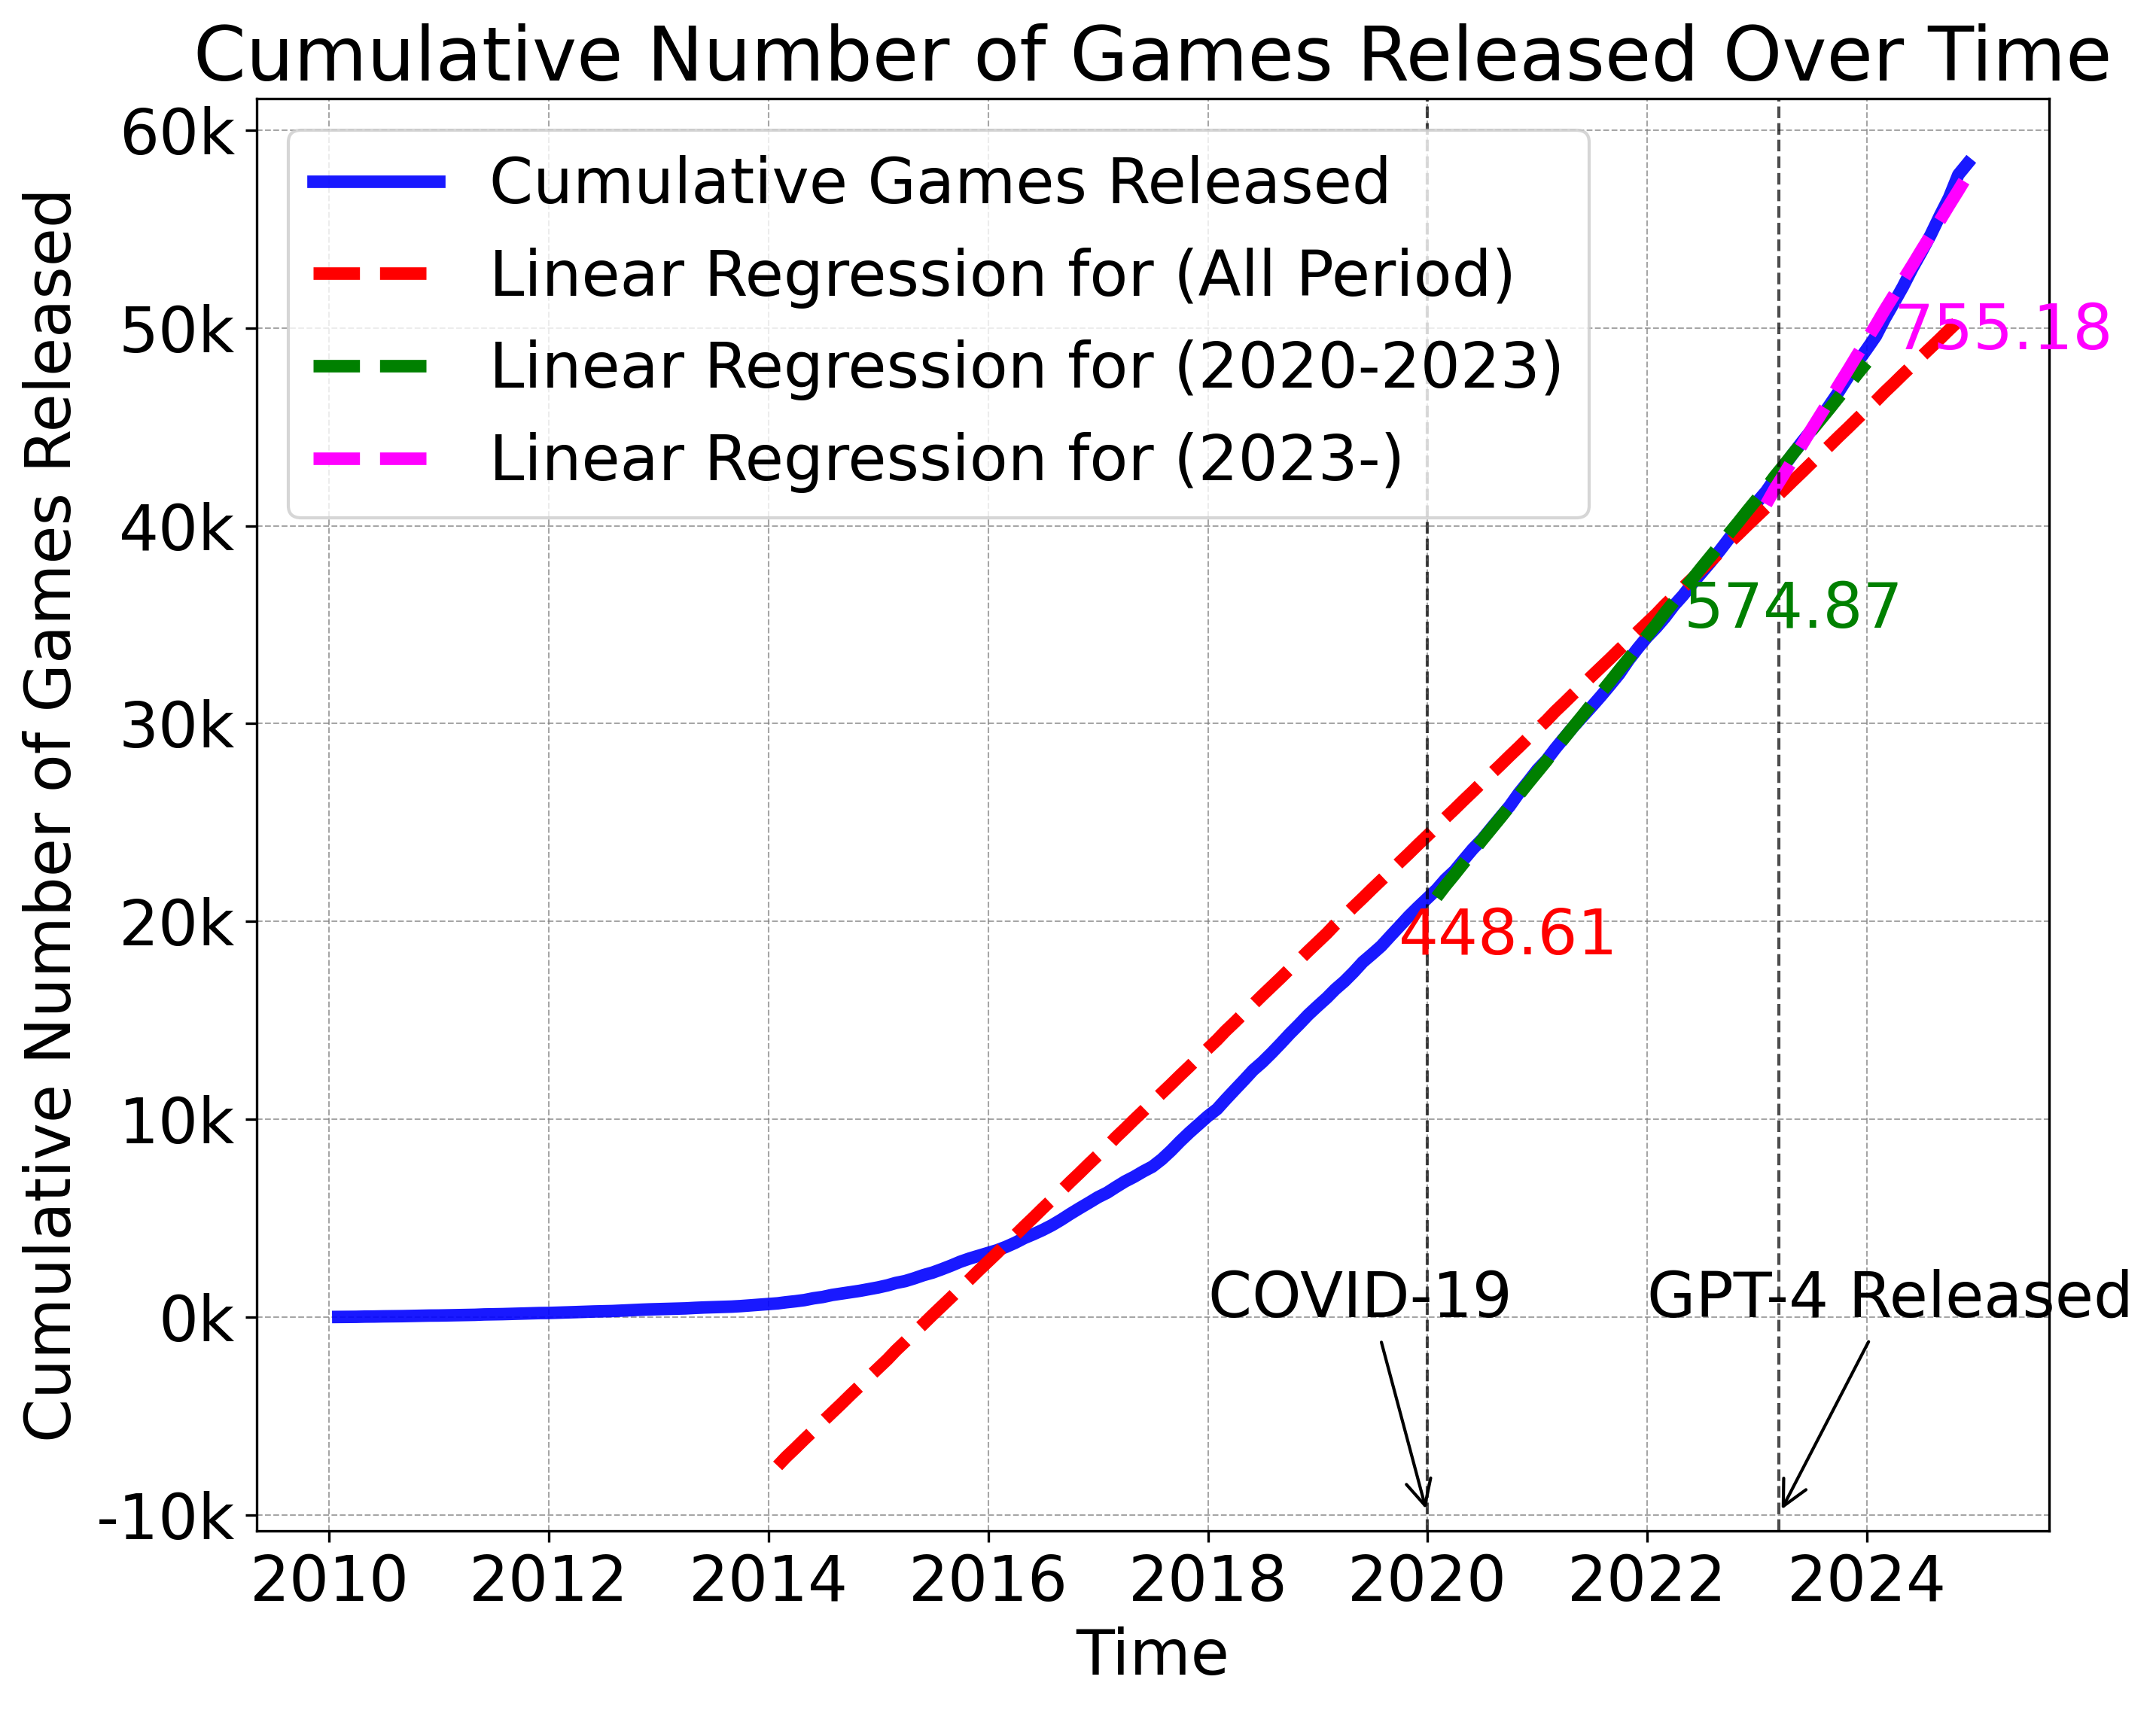 Cumulative Number of Games Released Over Time
Cumulative Number of Games Released
60k
50k
40k
30k
20k
10k
0k
-10k
Cumulative Games Released
Linear Regression for (All Period)
Linear Regression for (2020-2023)
Linear Regression for (2023-)
755.18
574.87
448.61
COVID-19
GPT-4 Released
2010
2012
2014
2016
2018
2020
2022
2024
Time